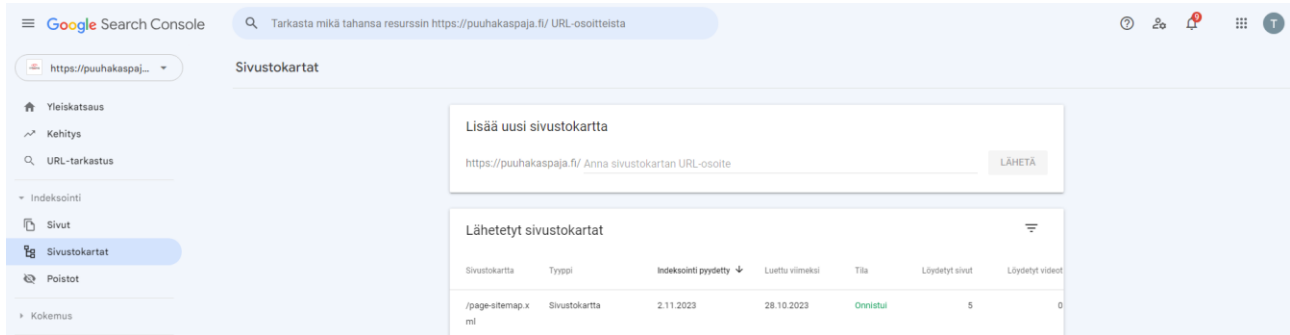 Google Search Console
Tarkasta mikä tahansa resurssin https://puuhakaspaja.fi/ URL-osoitteista
9
T
https://puuhakaspaj...
Sivustokartat
Yleiskatsaus
Kehitys
URL-tarkastus
Indeksointi
Sivut
Sivustokartat
Poistot
Kokemus
Lisää uusi sivustokartta
https://puuhakaspaja.fi/ Anna sivustokartan URL-osoite
LÄHETÄ
Lähetetyt sivustokartat
Sivustokartta Tyyppi Indeksointi pyydetty Luettu viimeksi Tila Löydetyt sivut Löydetyt videot
/page-sitemap.x Sivustokartta 2.11.2023 28.10.2023 Onnistui 5 0
ml